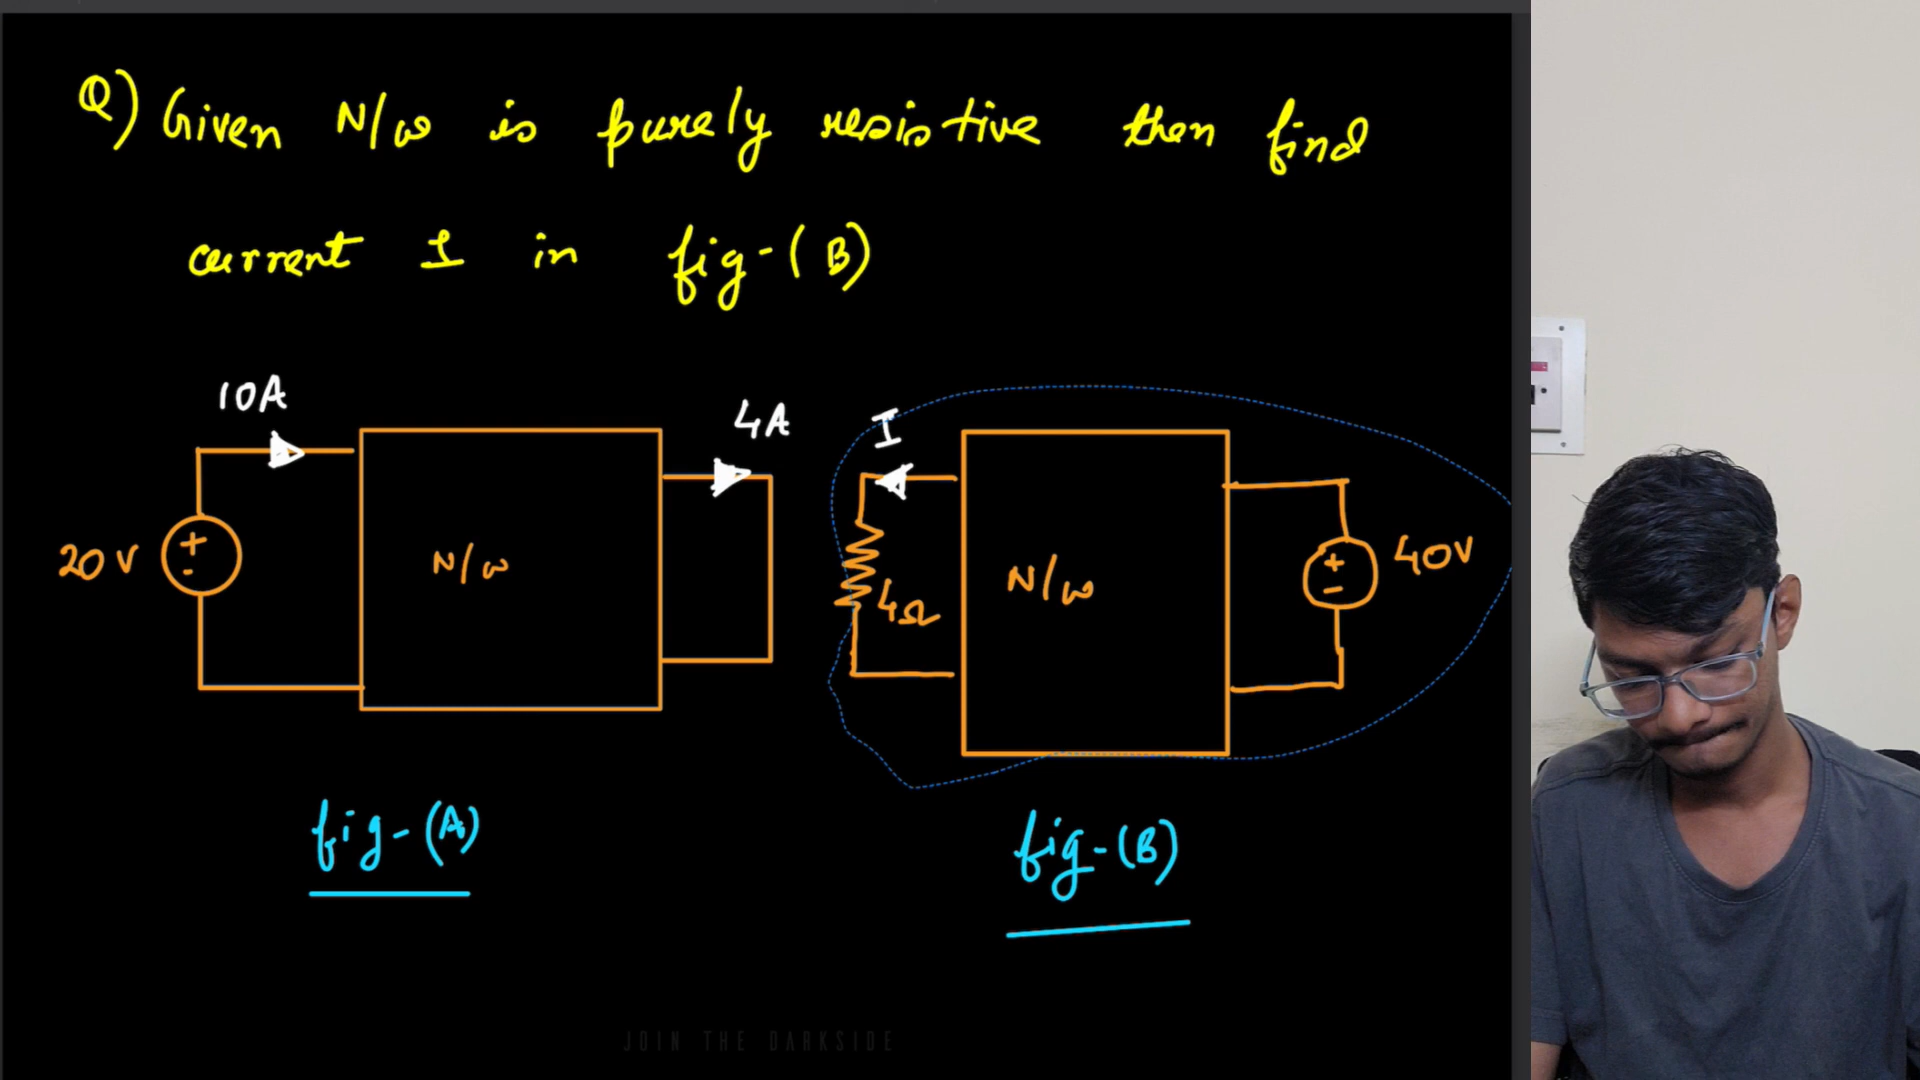 Q) Given N/w is purely resistive then find
current I in fig-(B)
10A
4A
I
20V
+
-
N/w
4Ω
N/w
+
-
40V
fig-(A)
fig-(B)
JOIN THE DARKSIDE